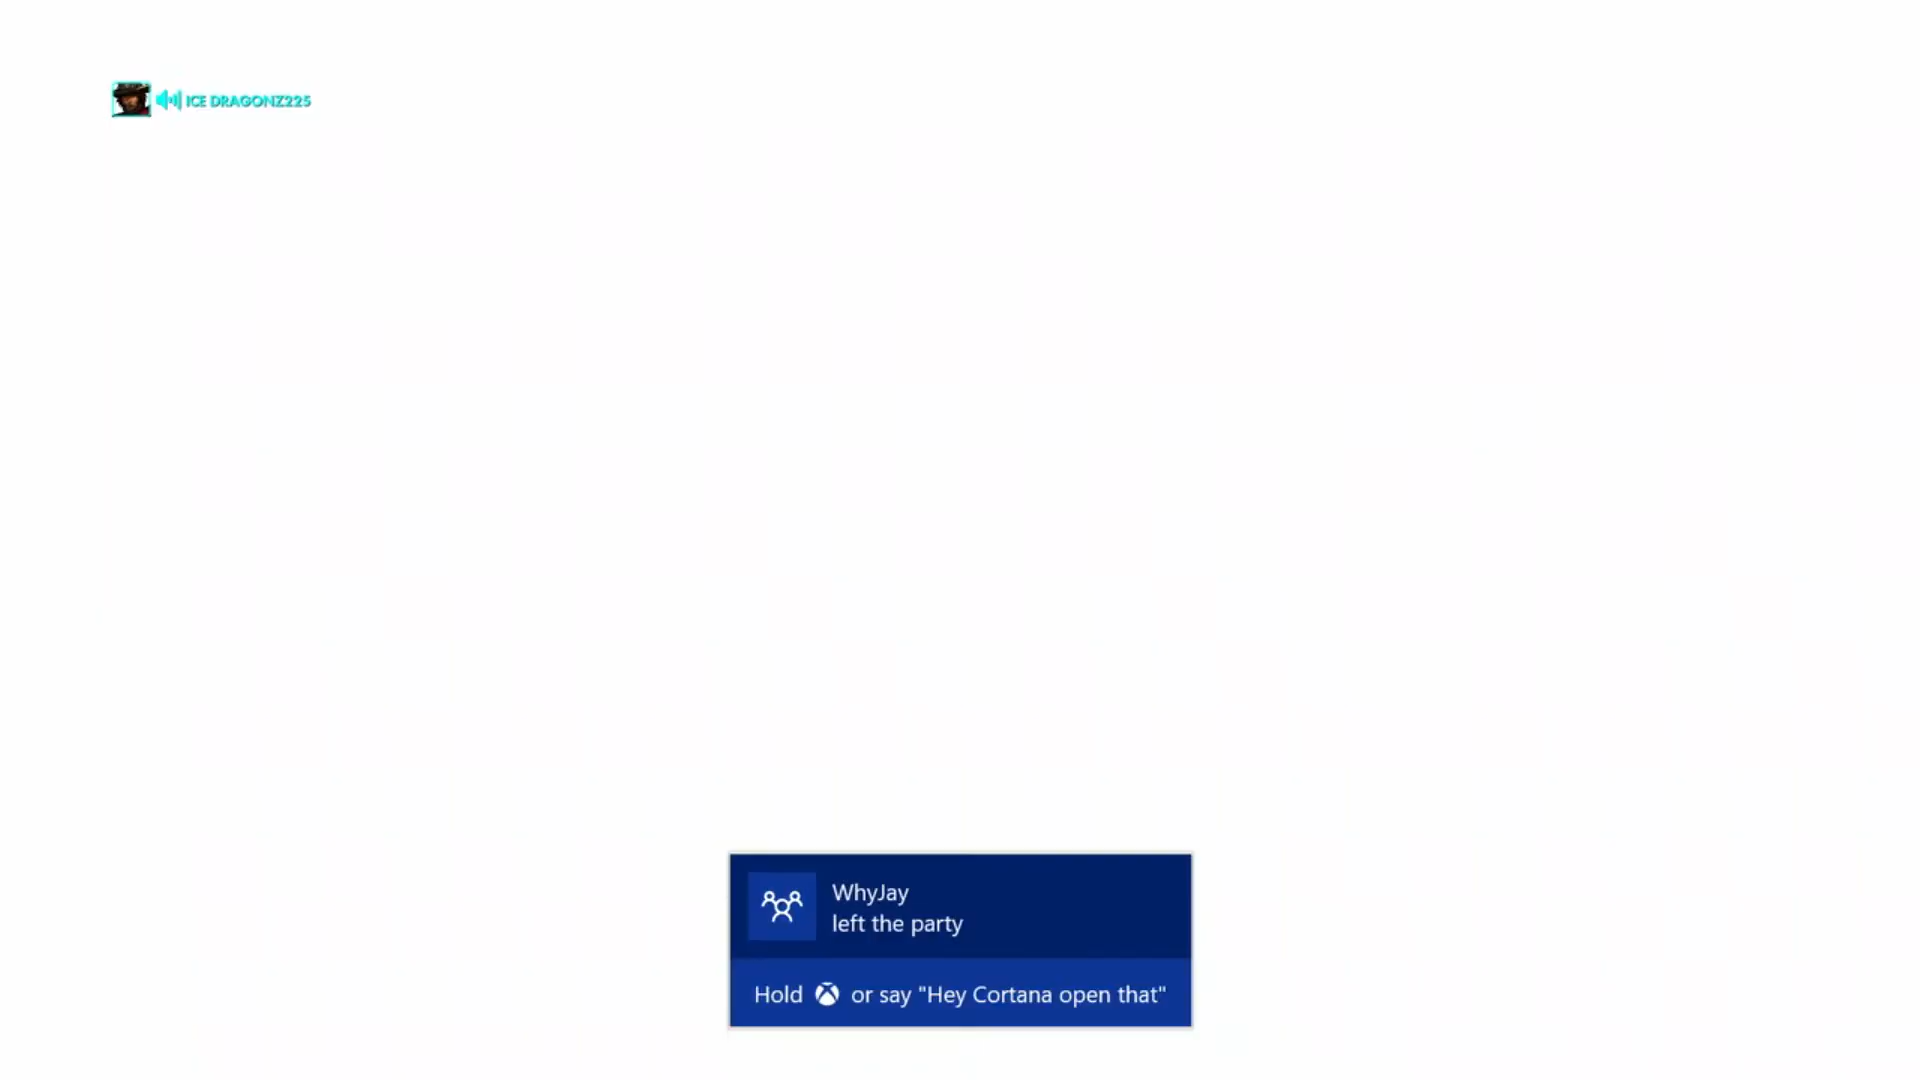 ICE DRAGONZ225
WhyJay
left the party
Hold or say "Hey Cortana open that"